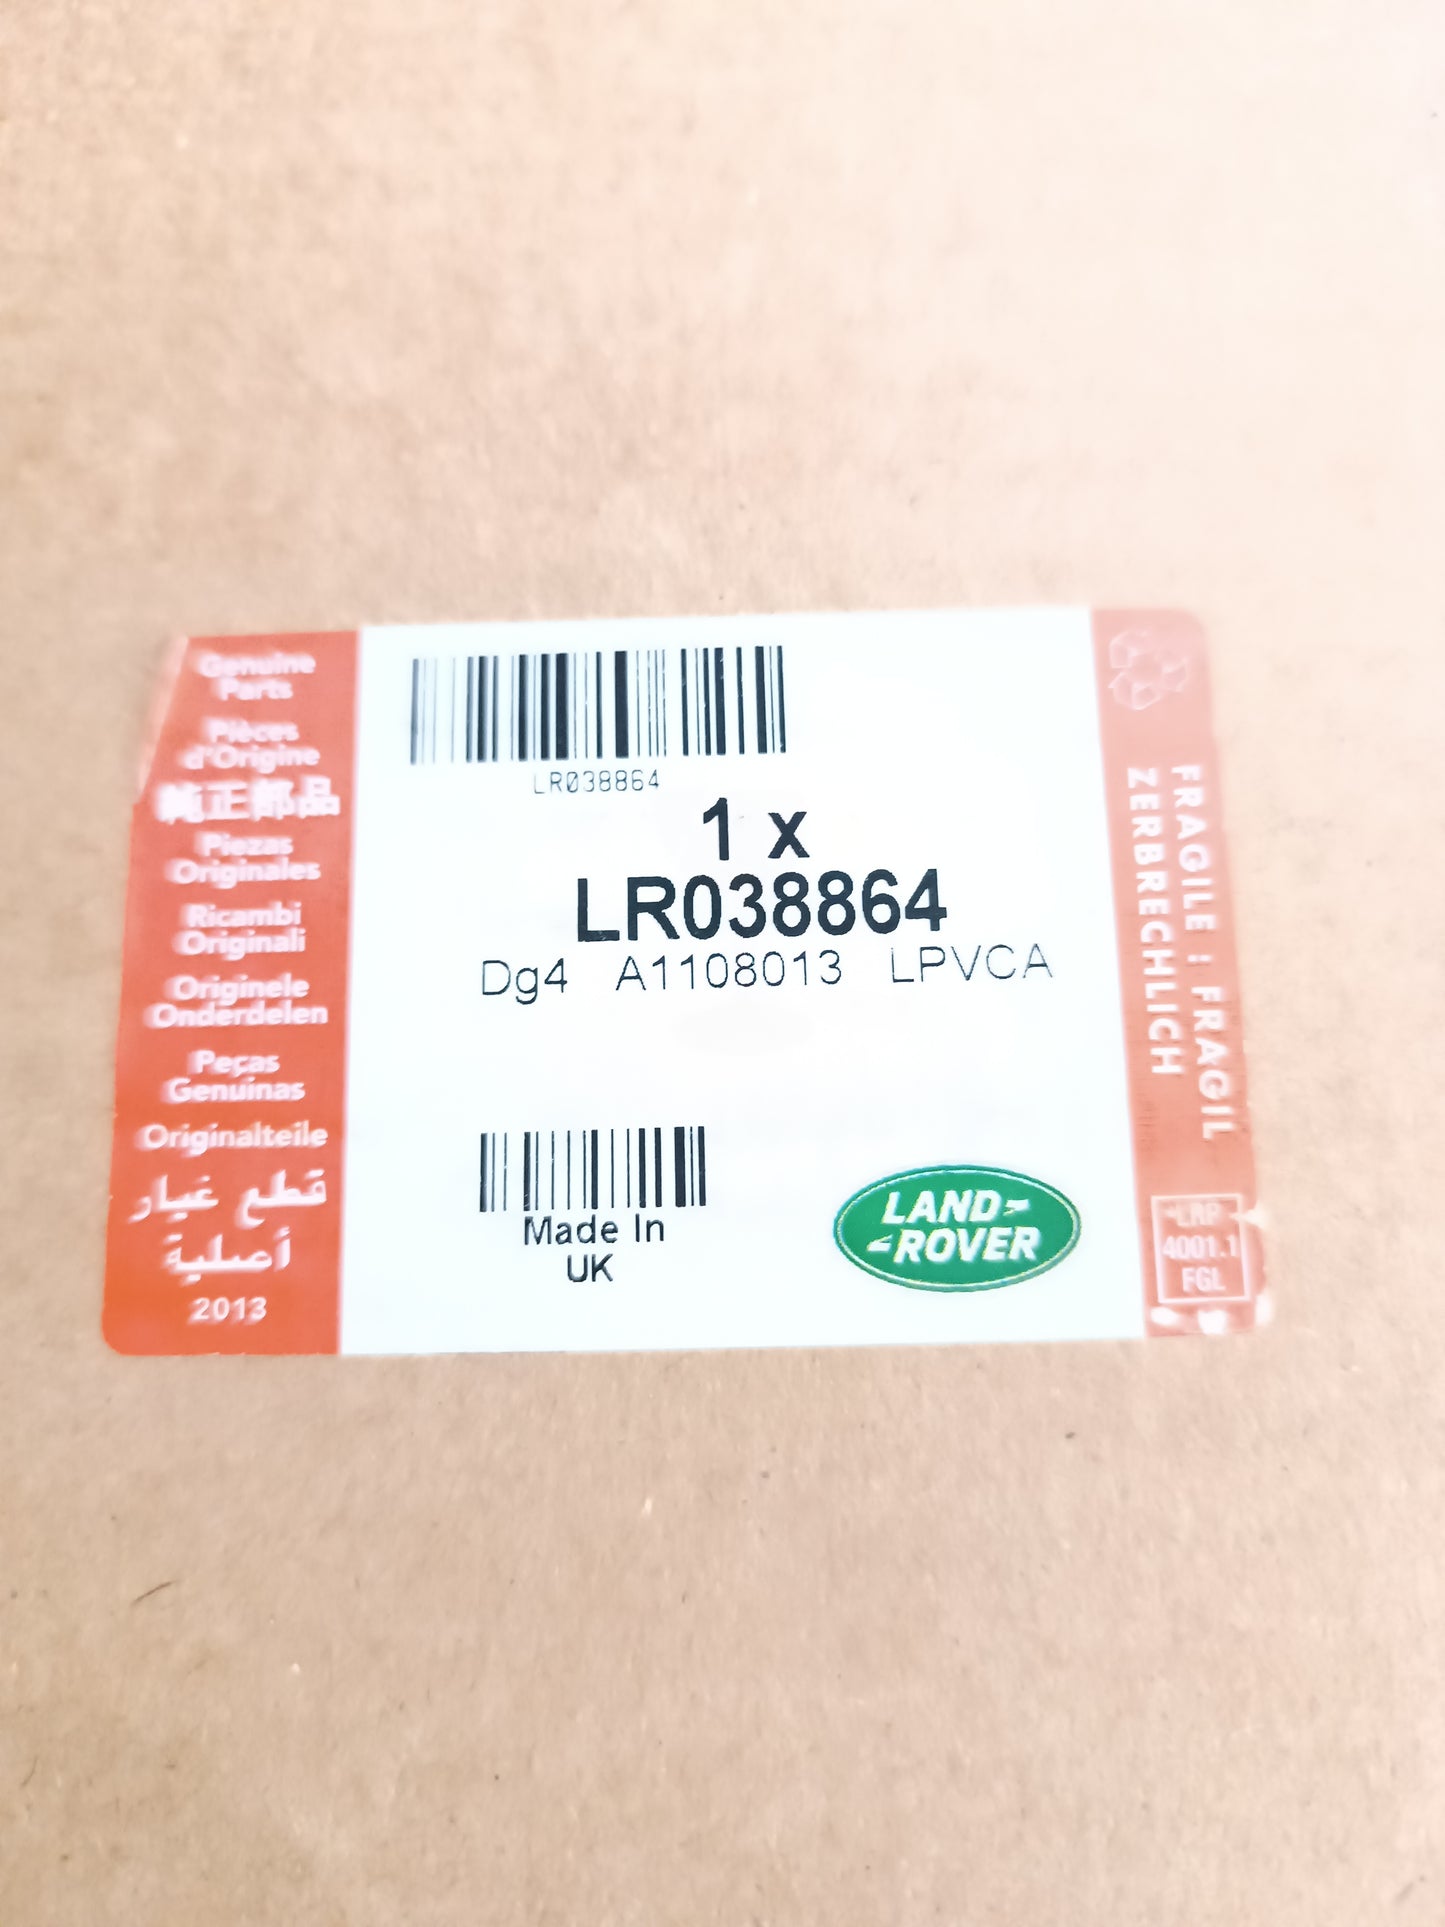 Genuine
Parts
Pièces
d'Origine
純正部品
Piezas
Originales
Ricambi
Originali
Originele
Onderdelen
Peças
Genuinas
Originalteile
قطع غيار
أصلية
2013
LR038864
1 x
LR038864
Dg4 A1108013 LPVCA
Made In
UK
LAND
ROVER
FRAGILE : FRAGIL
ZERBRECHLICH
LRP
4001.1
FGL